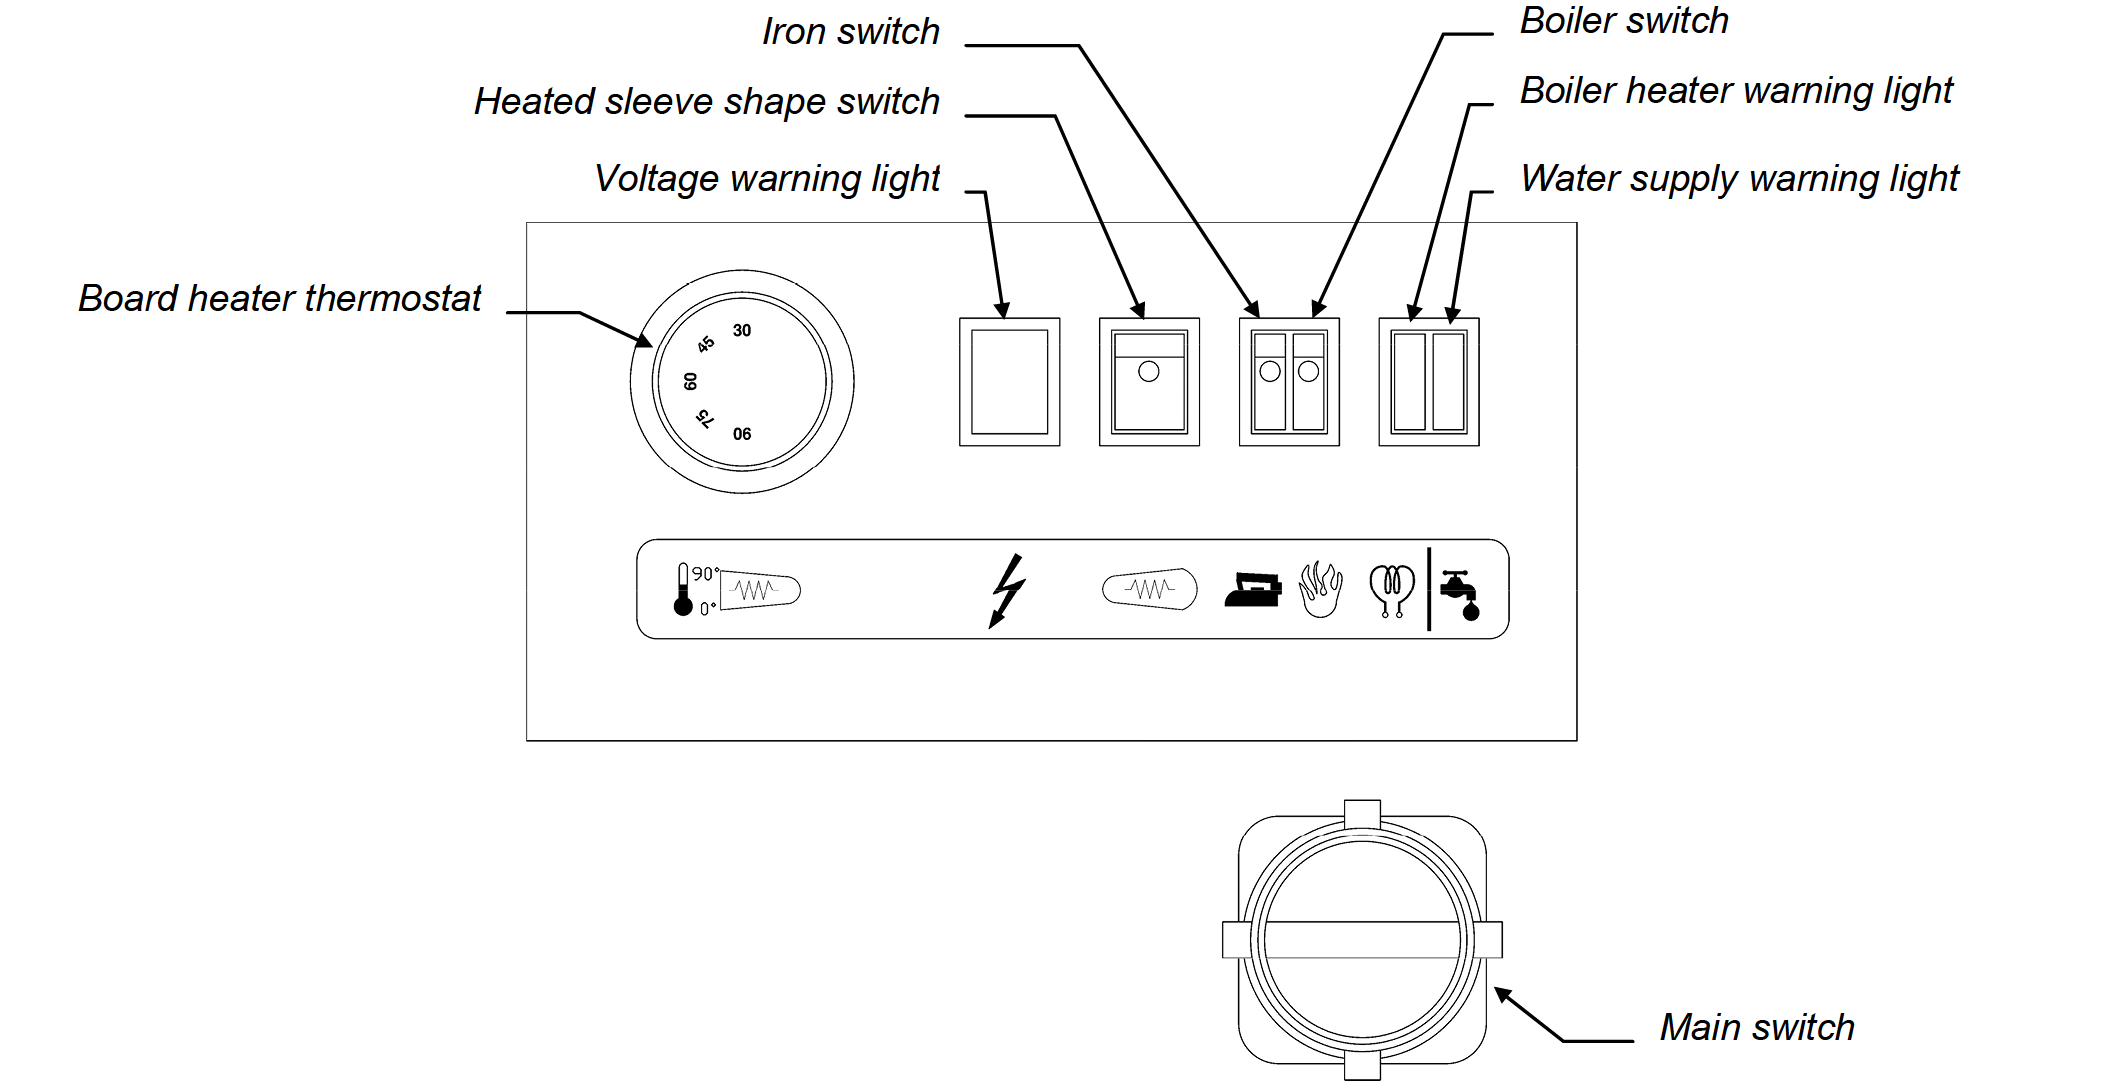 Iron switch
Boiler switch
Heated sleeve shape switch
Boiler heater warning light
Voltage warning light
Water supply warning light
Board heater thermostat
30
45
60
75
90
90°
0°
Main switch